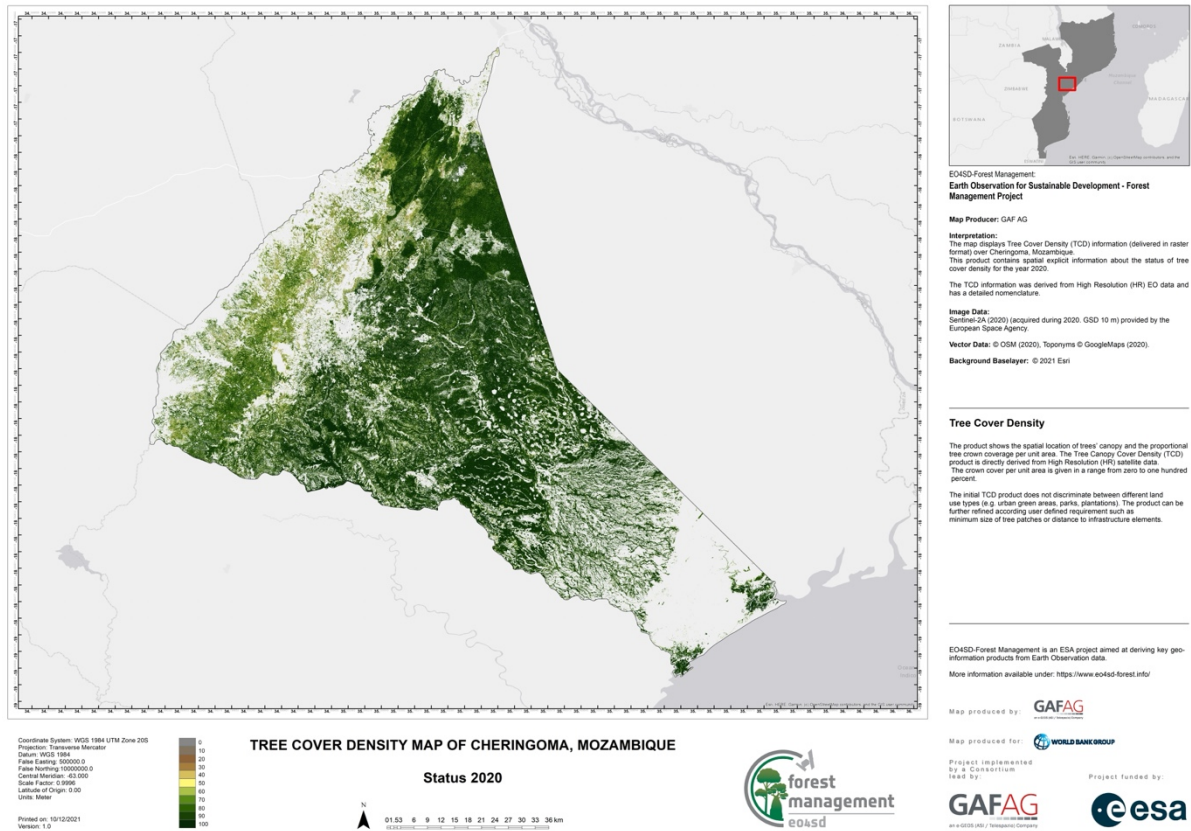 ZAMBIA
MALAWI
COMOROS
ZIMBABWE
BOTSWANA
MADAGASCAR
EO4SD-Forest Management:
Earth Observation for Sustainable Development - Forest
Management Project
Map Producer: GAF AG
Interpretation:
The map displays Tree Cover Density (TCD) information (delivered in raster
format) over Cheringoma, Mozambique.
This product contains spatial explicit information about the status of tree
cover density for the year 2020.
The TCD information was derived from High Resolution (HR) EO data and
has a detailed nomenclature.
Image Data:
Sentinel-2A (2020) (acquired during 2020. GSD 10 m) provided by the
European Space Agency.
Vector Data: © OSM (2020), Toponyms © GoogleMaps (2020).
Background Baselayer: © 2021 Esri
Tree Cover Density
The product shows the spatial location of trees' canopy and the proportional
tree crown coverage per unit area. The Tree Canopy Cover Density (TCD)
product is directly derived from High Resolution (HR) satellite data.
The crown cover per unit area is given in a range from zero to one hundred
percent.
The initial TCD product does not discriminate between different land
use types (e.g. urban green areas, parks, plantations). The product can be
further refined according user defined requirement such as
minimum size of tree patches or distance to infrastructure elements.
EO4SD-Forest Management is an ESA project aimed at deriving key geo-
information products from Earth Observation data.
More information available under: https://www.eo4sd-forest.info/
Map produced by:
GAFAG
an e-GEOS (ASI / Telespazio) Company
Map produced for:
WORLD BANK GROUP
Project implemented
by a Consortium
lead by:
GAFAG
an e-GEOS (ASI / Telespazio) Company
Project funded by:
esa
Coordinate System: WGS 1984 UTM Zone 20S
Projection: Transverse Mercator
Datum: WGS 1984
False Easting: 500000.0
False Northing:10000000.0
Central Meridian: -63.000
Scale Factor: 0.9996
Latitude of Origin: 0.00
Units: Meter
Printed on: 10/12/2021
Version: 1.0
0
10
20
30
40
50
60
70
80
90
100
TREE COVER DENSITY MAP OF CHERINGOMA, MOZAMBIQUE
Status 2020
N
01.53 6 9 12 15 18 21 24 27 30 33 36 km
forest
management
eo4sd